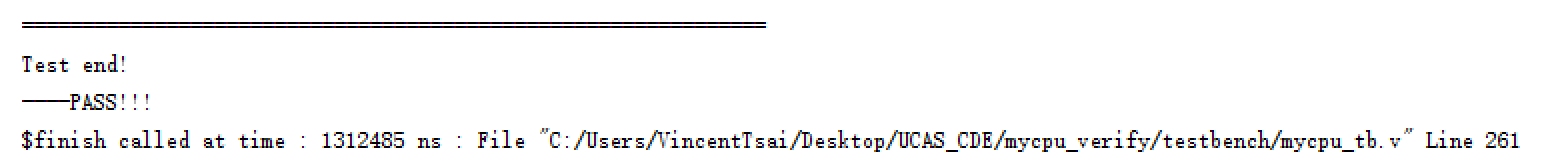 ==============================================================
Test end!
----PASS!!!
$finish called at time : 1312485 ns : File "C:/Users/VincentTsai/Desktop/UCAS_CDE/mycpu_verify/testbench/mycpu_tb.v" Line 261